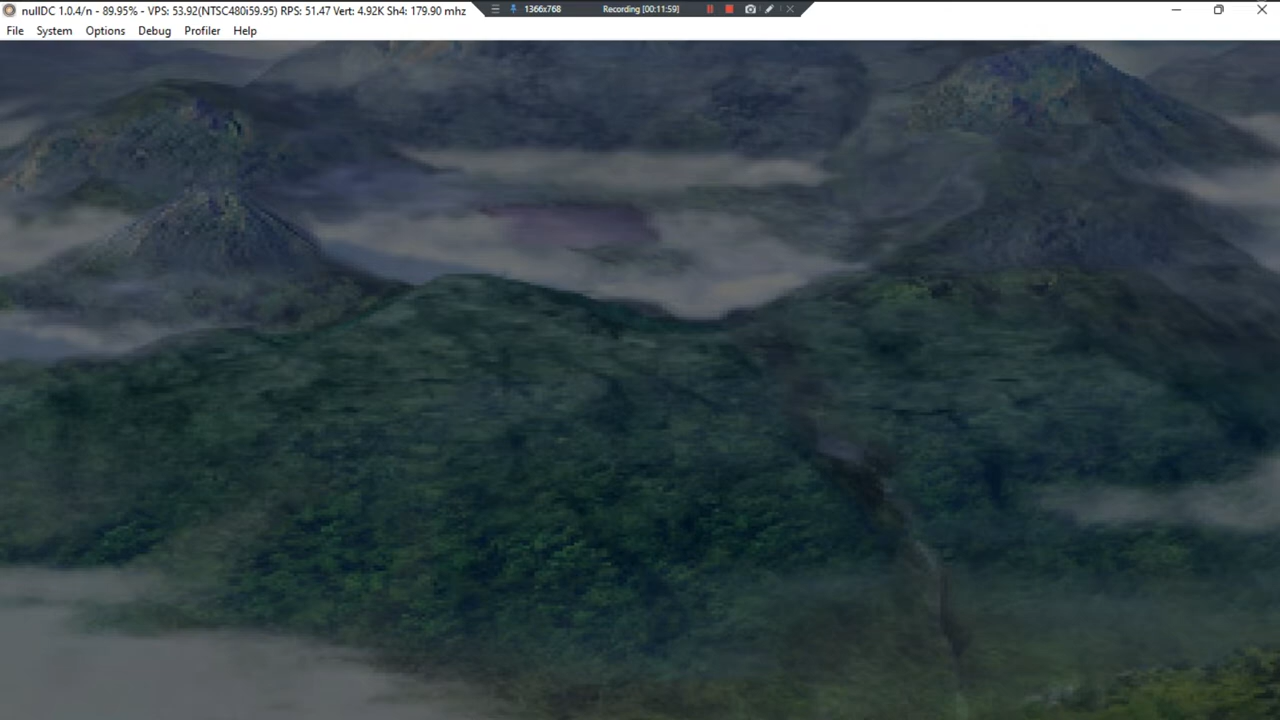 nullDC 1.0.4/n - 89.95% - VPS: 53.92(NTSC480i59.95) RPS: 51.47 Vert: 4.92K Sh4: 179.90 mhz
1366x768 Recording [00:11:59]
File System Options Debug Profiler Help